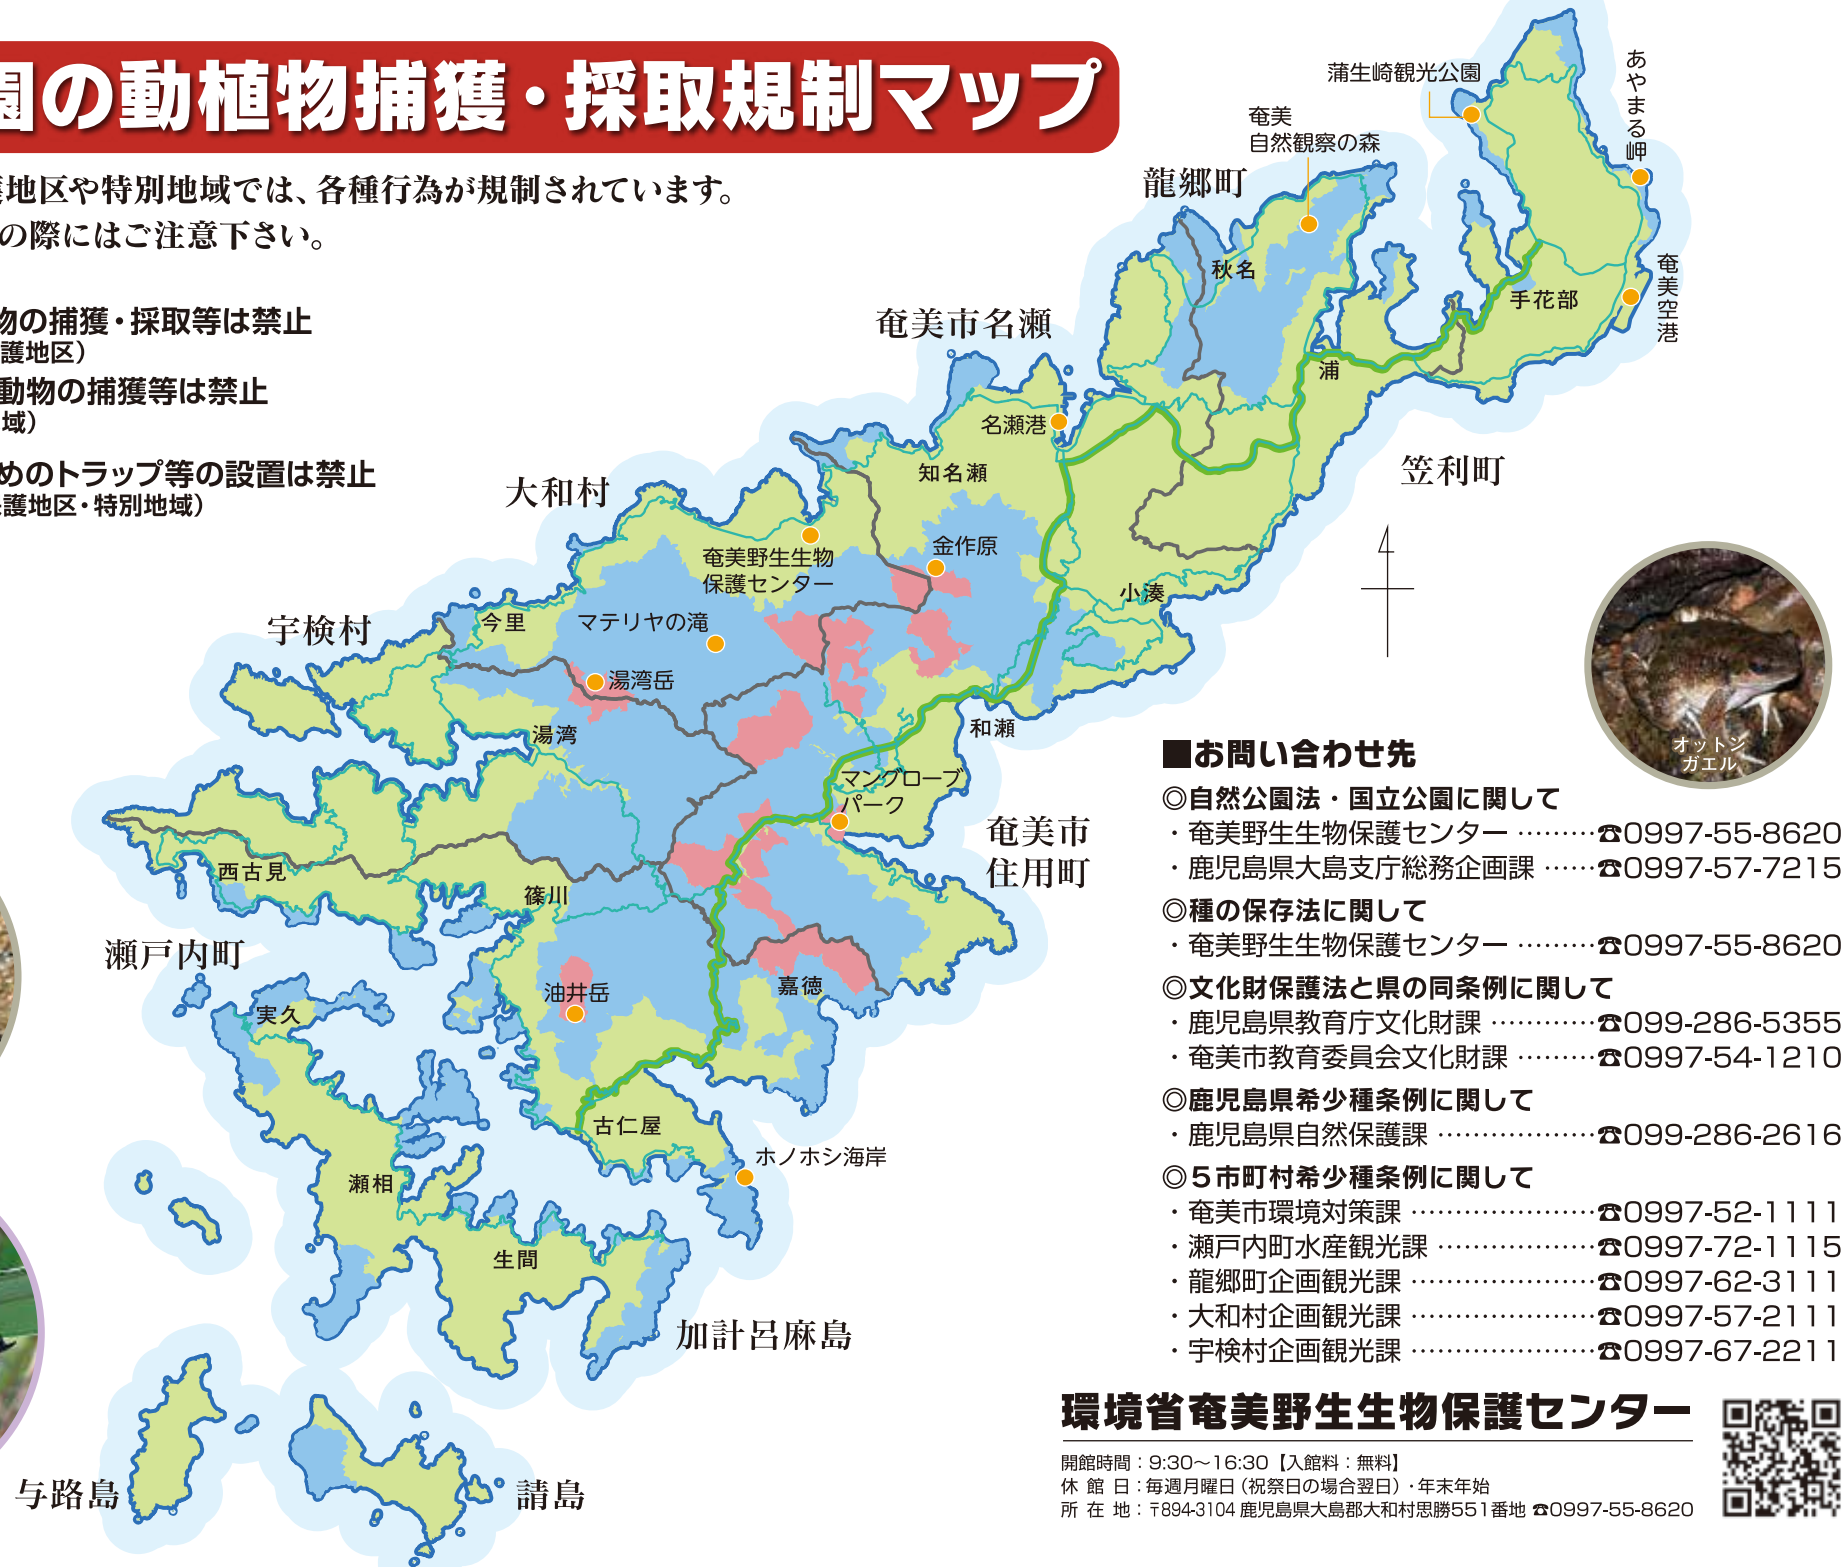 園の動植物捕獲・採取規制マップ
護地区や特別地域では、各種行為が規制されています。
の際にはご注意下さい。
物の捕獲・採取等は禁止
護地区）
動物の捕獲等は禁止
域）
めのトラップ等の設置は禁止
護地区・特別地域）
蒲生崎観光公園
あやまる岬
奄美
自然観察の森
龍郷町
秋名
奄美空港
手花部
奄美市名瀬
浦
名瀬港
知名瀬
笠利町
大和村
奄美野生生物
保護センター
金作原
小湊
宇検村
今里
マテリヤの滝
湯湾岳
湯湾
和瀬
マングローブ
パーク
奄美市
住用町
西古見
篠川
瀬戸内町
油井岳
嘉徳
実久
古仁屋
ホノホシ海岸
瀬相
生間
加計呂麻島
与路島
請島
オットン
ガエル
■お問い合わせ先
◎自然公園法・国立公園に関して
・奄美野生生物保護センター ………☎0997-55-8620
・鹿児島県大島支庁総務企画課 ……☎0997-57-7215
◎種の保存法に関して
・奄美野生生物保護センター ………☎0997-55-8620
◎文化財保護法と県の同条例に関して
・鹿児島県教育庁文化財課 …………☎099-286-5355
・奄美市教育委員会文化財課 ………☎0997-54-1210
◎鹿児島県希少種条例に関して
・鹿児島県自然保護課 ………………☎099-286-2616
◎５市町村希少種条例に関して
・奄美市環境対策課 …………………☎0997-52-1111
・瀬戸内町水産観光課 ………………☎0997-72-1115
・龍郷町企画観光課 …………………☎0997-62-3111
・大和村企画観光課 …………………☎0997-57-2111
・宇検村企画観光課 …………………☎0997-67-2211
環境省奄美野生生物保護センター
開館時間：9:30～16:30【入館料：無料】
休 館 日：毎週月曜日（祝祭日の場合翌日）・年末年始
所 在 地：〒894-3104 鹿児島県大島郡大和村思勝551番地 ☎0997-55-8620